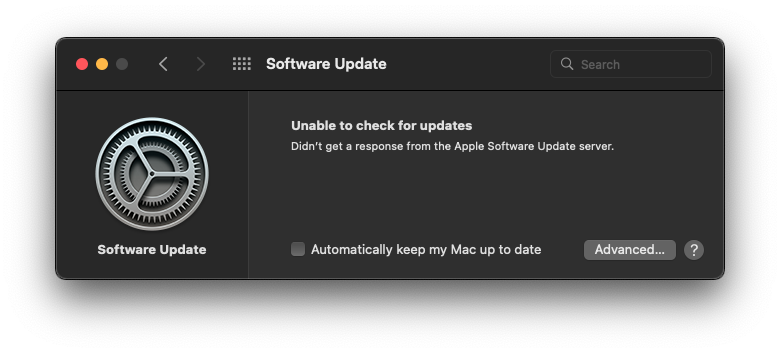 Software Update
Search
Unable to check for updates
Didn't get a response from the Apple Software Update server.
Software Update
Automatically keep my Mac up to date
Advanced...
?